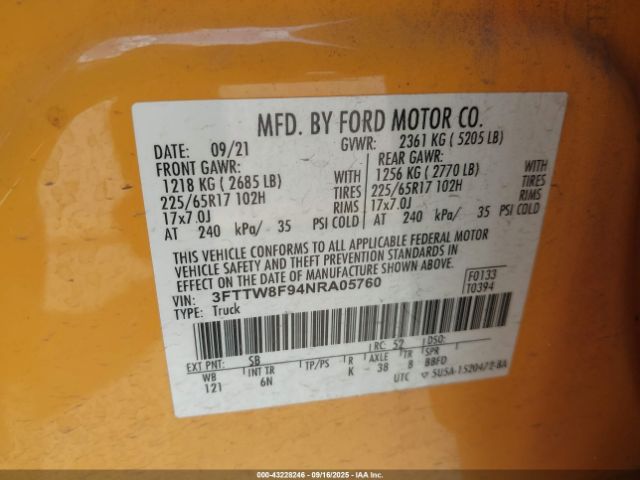 MFD. BY FORD MOTOR CO.
DATE: 09/21 GVWR: 2361 KG ( 5205 LB)
FRONT GAWR: REAR GAWR:
1218 KG ( 2685 LB) WITH 1256 KG ( 2770 LB) WITH
225/65R17 102H TIRES 225/65R17 102H TIRES
17x7.0J RIMS 17x7.0J RIMS
AT 240 kPa/ 35 PSI COLD AT 240 kPa/ 35 PSI COLD
THIS VEHICLE CONFORMS TO ALL APPLICABLE FEDERAL MOTOR
VEHICLE SAFETY AND THEFT PREVENTION STANDARDS IN
EFFECT ON THE DATE OF MANUFACTURE SHOWN ABOVE.
VIN: 3FTTW8F94NRA05760
TYPE: Truck
F0133
T0394
EXT PNT: SB RC: 52 DSO:
WB INT TR TP/PS R AXLE TR SPR
121 6N K 38 8 BBFD
UTC
000-43228246 - 09/16/2025 - IAA Inc.